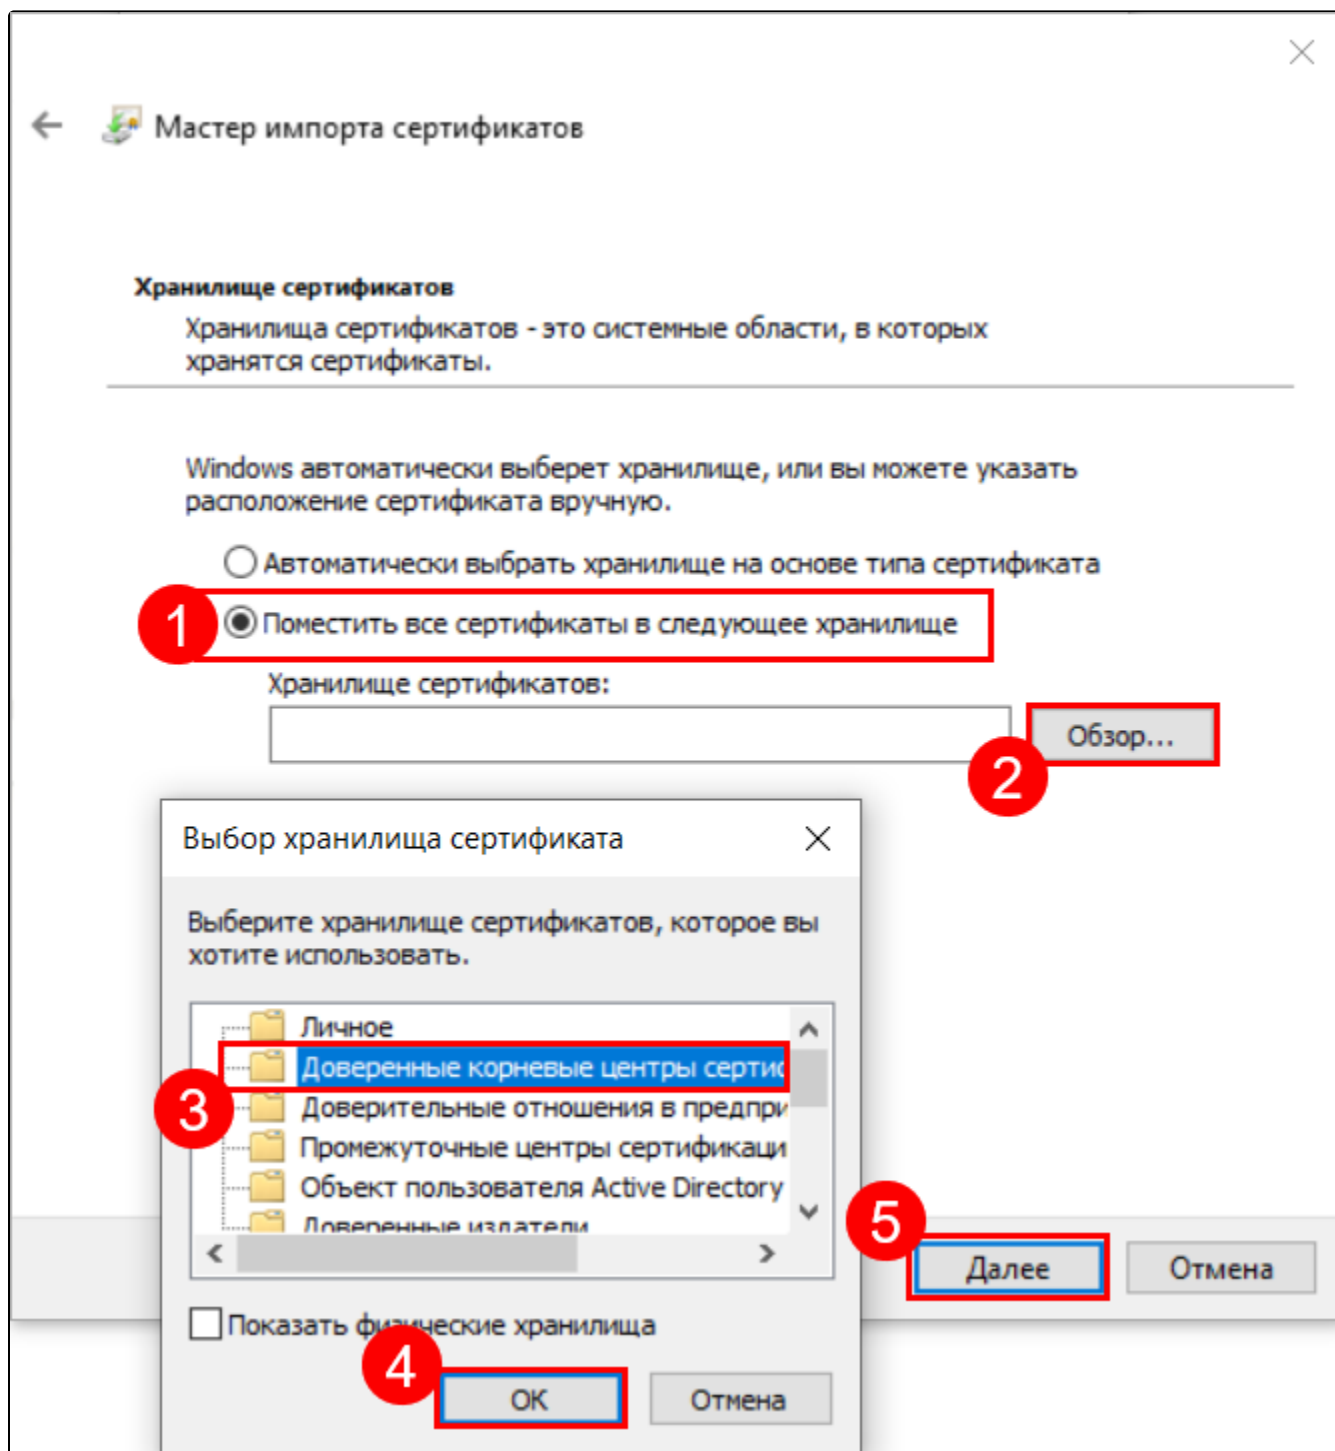 Мастер импорта сертификатов
Хранилище сертификатов
Хранилища сертификатов - это системные области, в которых
хранятся сертификаты.
Windows автоматически выберет хранилище, или вы можете указать
расположение сертификата вручную.
Автоматически выбрать хранилище на основе типа сертификата
1
Поместить все сертификаты в следующее хранилище
Хранилище сертификатов:
Обзор...
2
Выбор хранилища сертификата
Выберите хранилище сертификатов, которое вы
хотите использовать.
Личное
Доверенные корневые центры сертис
3
Доверительные отношения в предпри
Промежуточные центры сертификаци
Объект пользователя Active Directory
Доверенные издатели
5
Далее
Отмена
Показать физические хранилища
4
ОК
Отмена